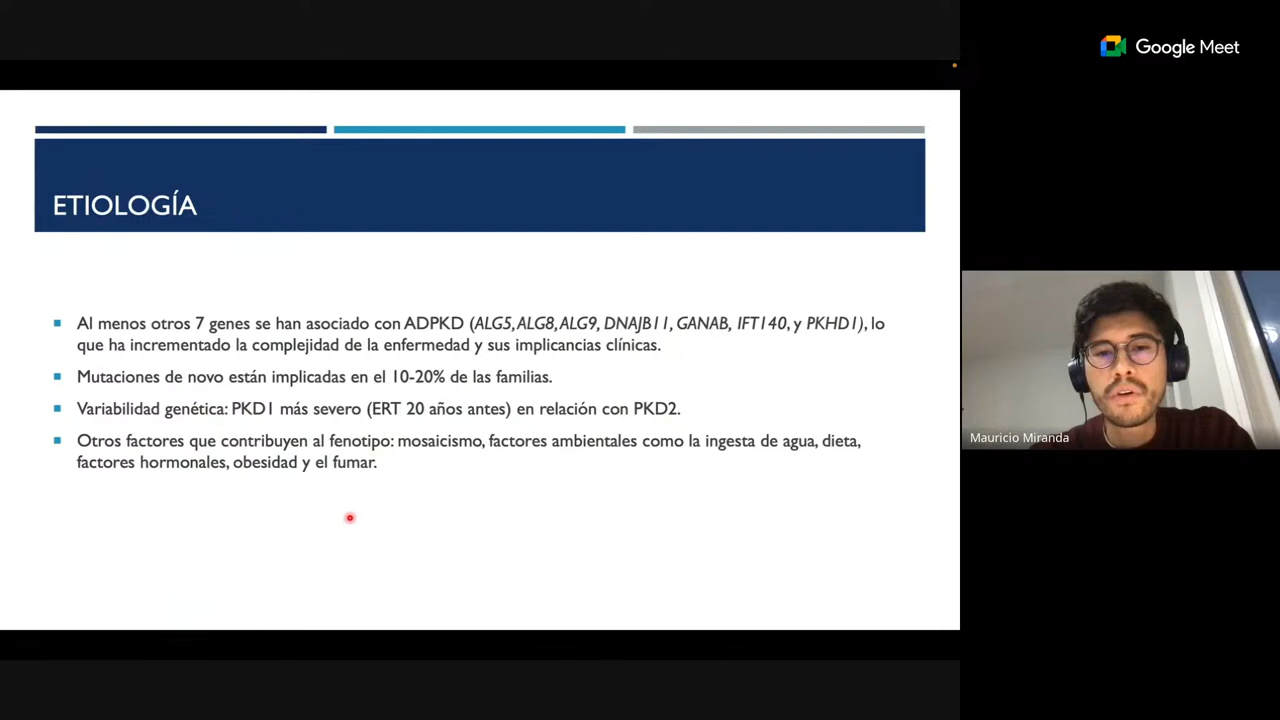 Google Meet
ETIOLOGÍA
Al menos otros 7 genes se han asociado con ADPKD (ALG5, ALG8, ALG9, DNAJB11, GANAB, IFT140, y PKHD1), lo
que ha incrementado la complejidad de la enfermedad y sus implicancias clínicas.
Mutaciones de novo están implicadas en el 10-20% de las familias.
Variabilidad genética: PKD1 más severo (ERT 20 años antes) en relación con PKD2.
Otros factores que contribuyen al fenotipo: mosaicismo, factores ambientales como la ingesta de agua, dieta,
factores hormonales, obesidad y el fumar.
Mauricio Miranda